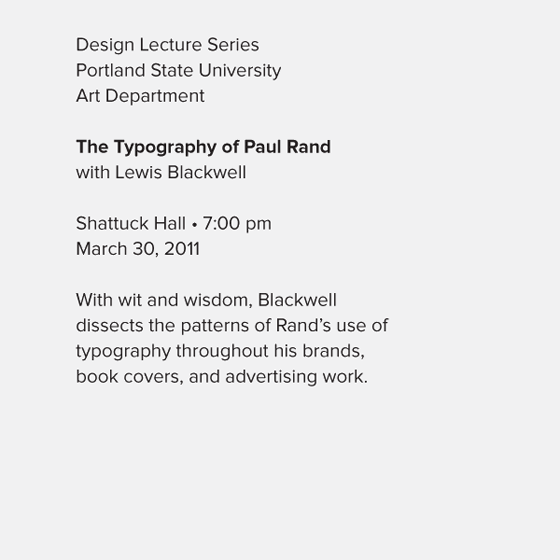 Design Lecture Series
Portland State University
Art Department
The Typography of Paul Rand
with Lewis Blackwell
Shattuck Hall • 7:00 pm
March 30, 2011
With wit and wisdom, Blackwell
dissects the patterns of Rand’s use of
typography throughout his brands,
book covers, and advertising work.